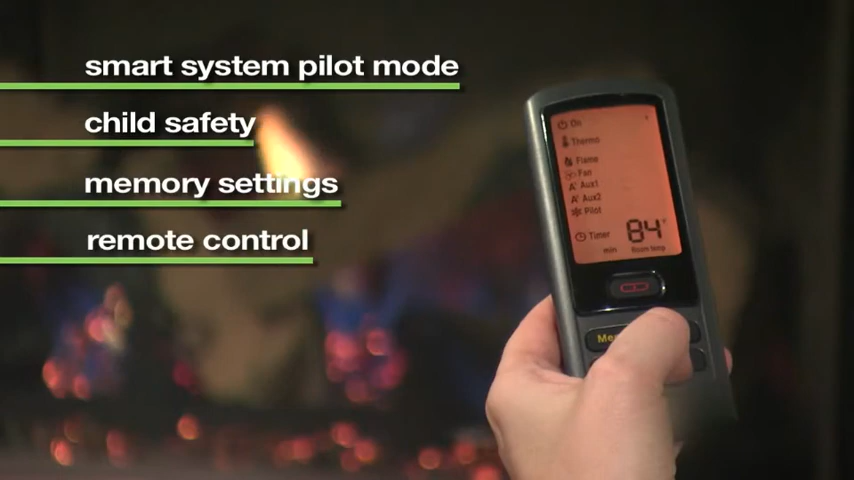 smart system pilot mode
child safety
memory settings
remote control
On
Thermo
Flame
Fan
Aux1
Aux2
Pilot
Timer
84°
min
Room temp